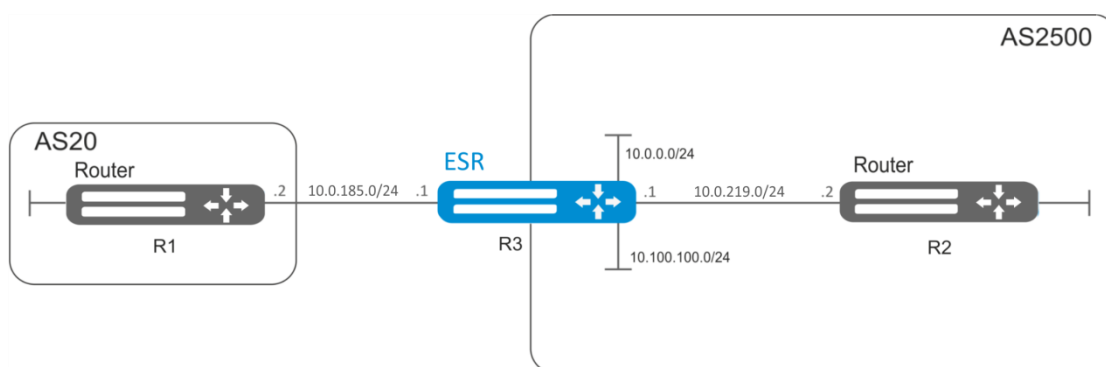 AS2500
AS20
Router
.2
10.0.185.0/24
.1
R1
ESR
R3
10.0.0.0/24
.1
10.0.219.0/24
.2
10.100.100.0/24
Router
R2